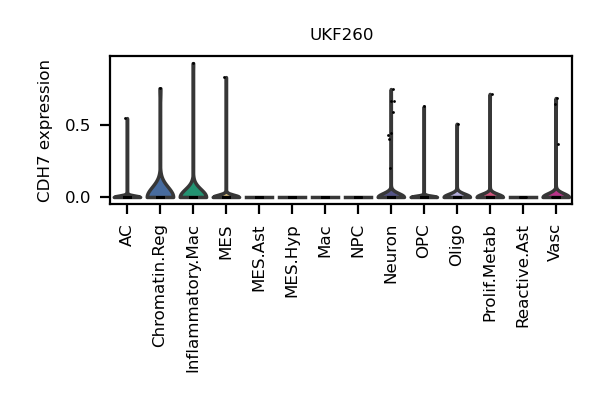 UKF260
CDH7 expression
0.5
0.0
AC
Chromatin.Reg
Inflammatory.Mac
MES
MES.Ast
MES.Hyp
Mac
NPC
Neuron
OPC
Oligo
Prolif.Metab
Reactive.Ast
Vasc